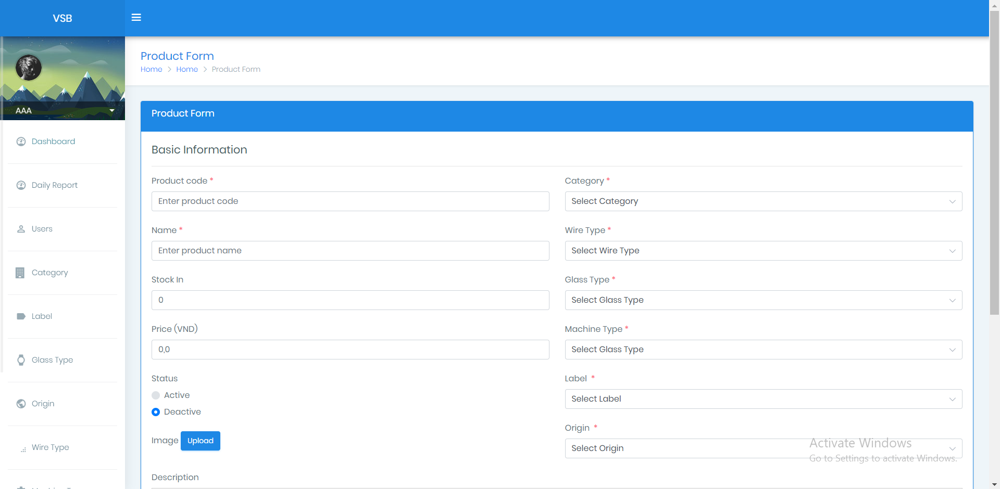 VSB
AAA
Dashboard
Daily Report
Users
Category
Label
Glass Type
Origin
Wire Type
Product Form
Home > Home > Product Form
Product Form
Basic Information
Product code *
Enter product code
Name *
Enter product name
Stock In
0
Price (VND)
0,0
Status
Active
Deactive
Image Upload
Description
Category *
Select Category
Wire Type *
Select Wire Type
Glass Type *
Select Glass Type
Machine Type *
Select Glass Type
Label *
Select Label
Origin *
Select Origin
Activate Windows
Go to Settings to activate Windows.